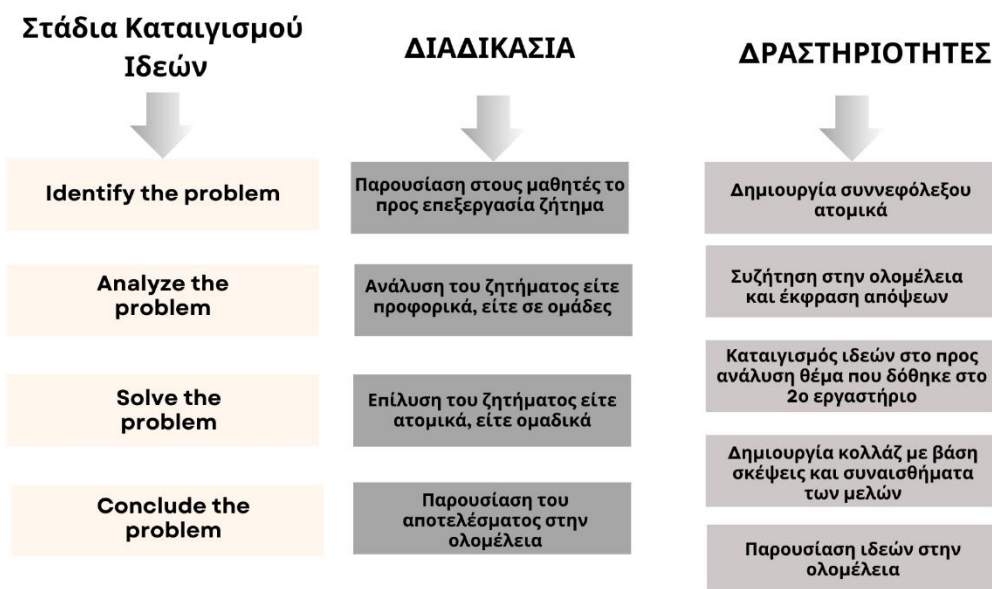 Στάδια Καταιγισμού
Ιδεών
Identify the problem
Analyze the
problem
Solve the
problem
Conclude the
problem
ΔΙΑΔΙΚΑΣΙΑ
Παρουσίαση στους μαθητές το
προς επεξεργασία ζήτημα
Ανάλυση του ζητήματος είτε
προφορικά, είτε σε ομάδες
Επίλυση του ζητήματος είτε
ατομικά, είτε ομαδικά
Παρουσίαση του
αποτελέσματος στην
ολομέλεια
ΔΡΑΣΤΗΡΙΟΤΗΤΕΣ
Δημιουργία συννεφόλεξου
ατομικά
Συζήτηση στην ολομέλεια
και έκφραση απόψεων
Καταιγισμός ιδεών στο προς
ανάλυση θέμα που δόθηκε στο
2ο εργαστήριο
Δημιουργία κολλάζ με βάση
σκέψεις και συναισθήματα
των μελών
Παρουσίαση ιδεών στην
ολομέλεια